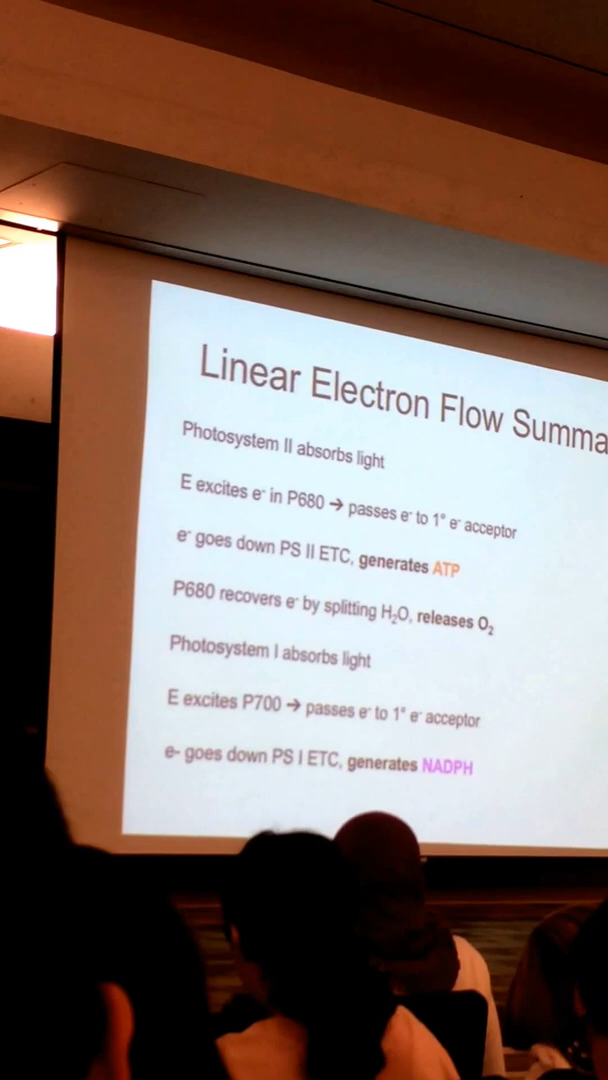 Linear Electron Flow Summa
Photosystem II absorbs light
E excites e⁻ in P680 → passes e⁻ to 1° e⁻ acceptor
e⁻ goes down PS II ETC, generates ATP
P680 recovers e⁻ by splitting H₂O, releases O₂
Photosystem I absorbs light
E excites P700 → passes e⁻ to 1° e⁻ acceptor
e- goes down PS I ETC, generates NADPH